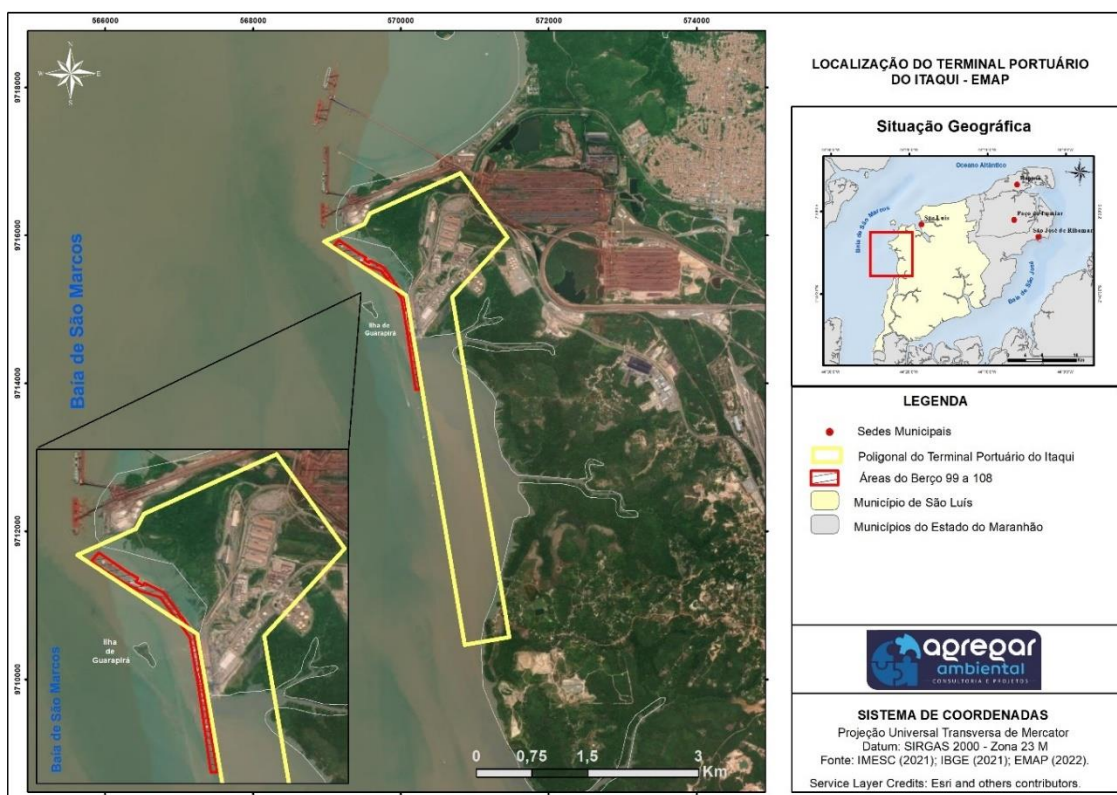 566000
568000
570000
572000
574000
N
W
E
S
9718000
9716000
9714000
9712000
9710000
Baía de São Marcos
Ilha de
Guarapirá
Ilha
de
Guarapirá
Baía de São Marcos
0
0,75
1,5
3
Km
LOCALIZAÇÃO DO TERMINAL PORTUÁRIO
DO ITAQUI - EMAP
Situação Geográfica
Oceano Atlântico
Baía de São Marcos
São Luís
São José de Ribamar
Baía de São José
LEGENDA
Sedes Municipais
Poligonal do Terminal Portuário do Itaqui
Áreas do Berço 99 a 108
Município de São Luís
Municípios do Estado do Maranhão
agregar
ambiental
CONSULTORIA E PROJETOS
SISTEMA DE COORDENADAS
Projeção Universal Transversa de Mercator
Datum: SIRGAS 2000 - Zona 23 M
Fonte: IMESC (2021); IBGE (2021); EMAP (2022).
Service Layer Credits: Esri and others contributors.